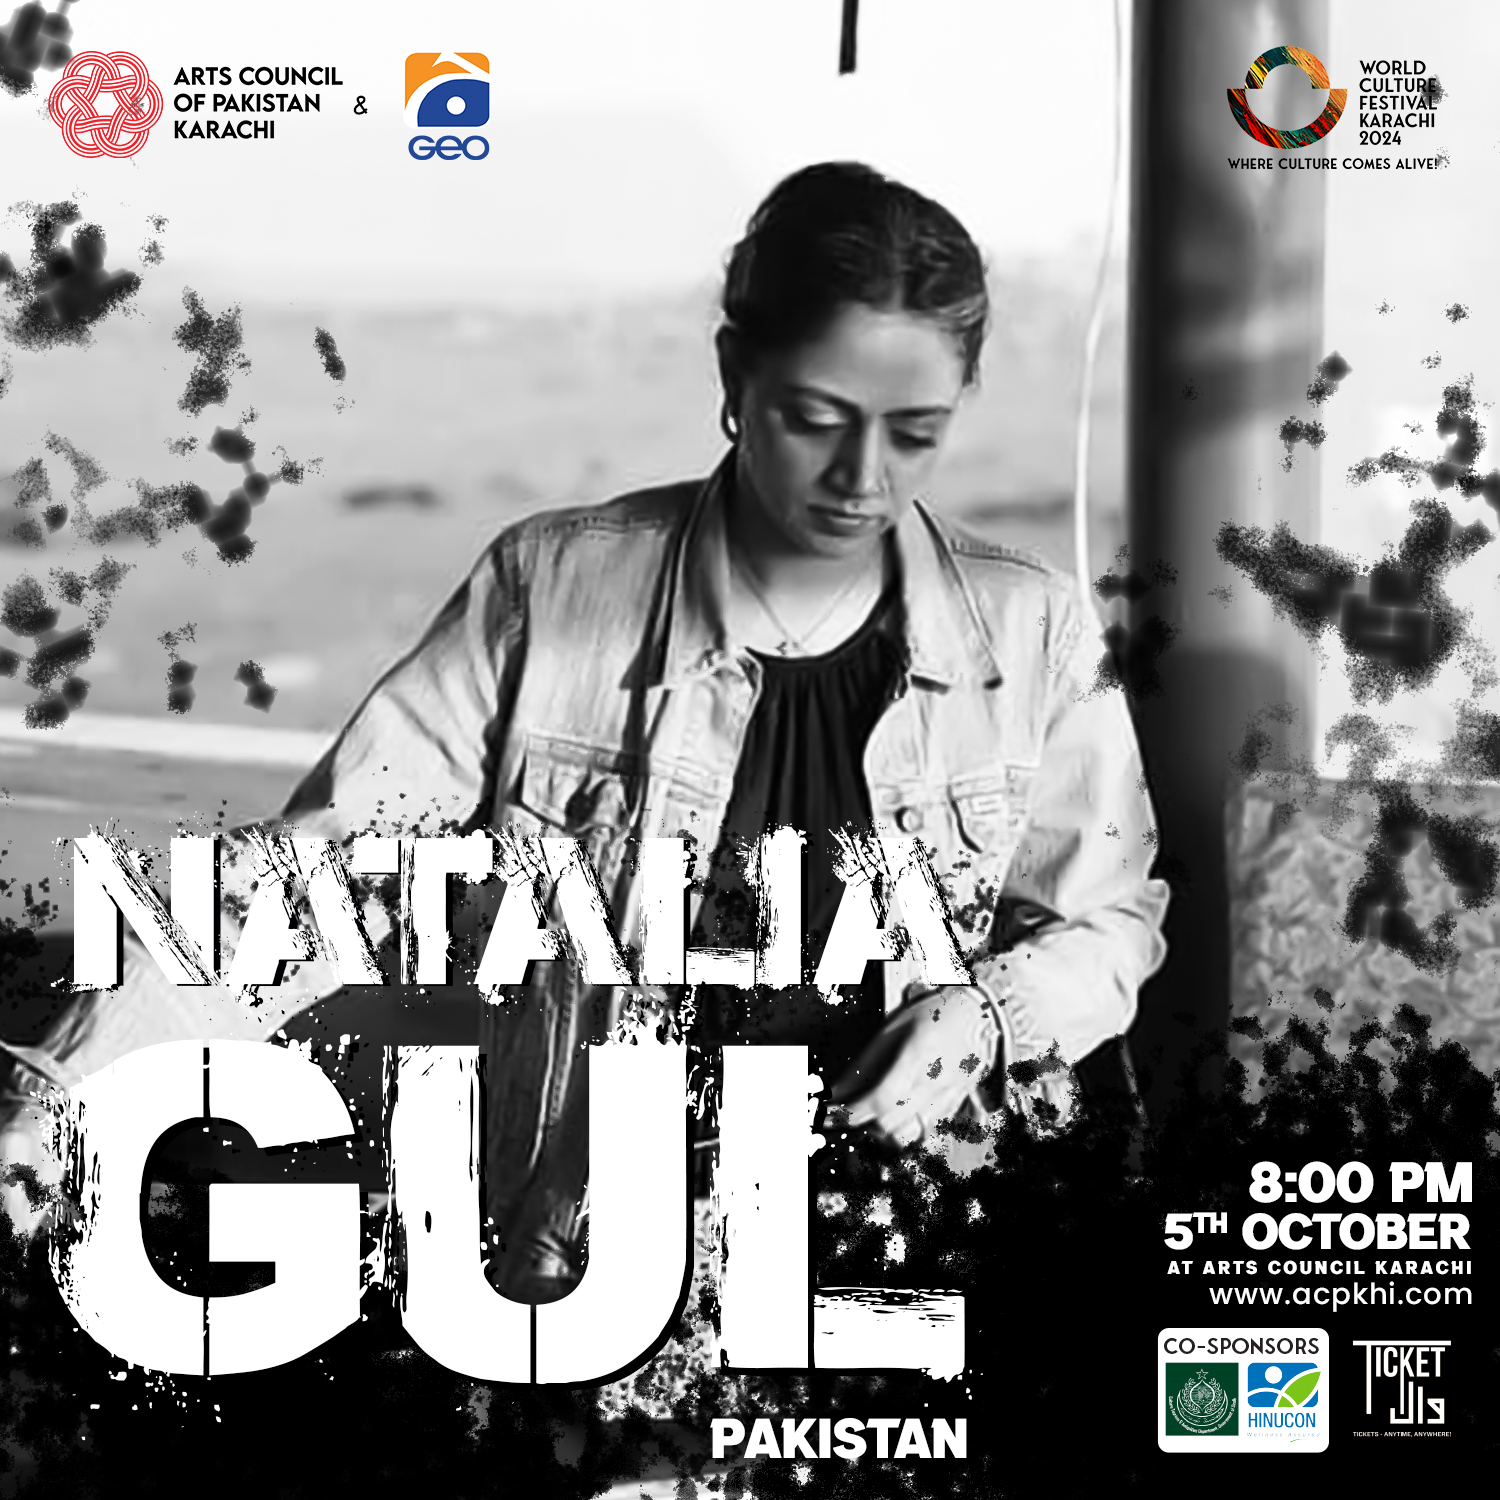 ARTS COUNCIL
OF PAKISTAN
KARACHI
&
GEO
WORLD
CULTURE
FESTIVAL
KARACHI
2024
WHERE CULTURE COMES ALIVE!
NATALIA
GUL
PAKISTAN
8:00 PM
5TH OCTOBER
AT ARTS COUNCIL KARACHI
www.acpkhi.com
CO-SPONSORS
HINUCON
TICKET
والا
TICKETS - ANYTIME, ANYWHERE!